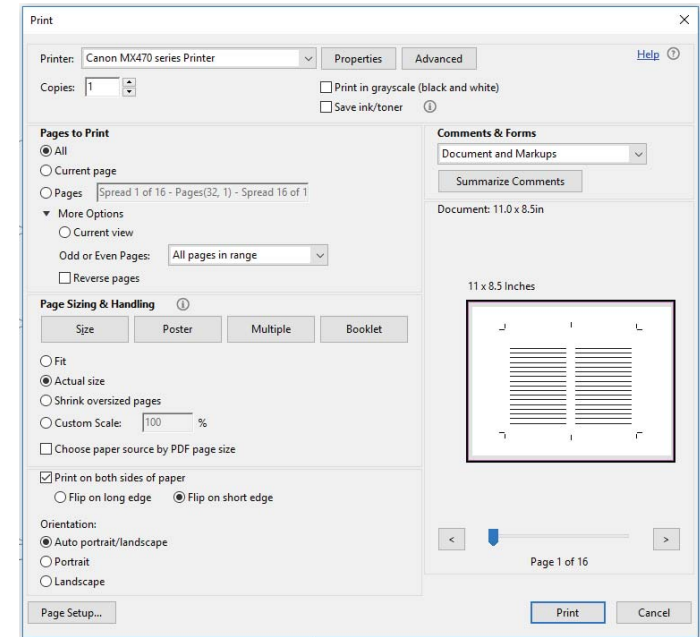 Print
Printer: Canon MX470 series Printer Properties Advanced Help
Copies: 1 Print in grayscale (black and white)
Save ink/toner
Pages to Print
All
Current page
Pages Spread 1 of 16 - Pages(32, 1) - Spread 16 of 1
More Options
Current view
Odd or Even Pages: All pages in range
Reverse pages
Page Sizing & Handling
Size Poster Multiple Booklet
Fit
Actual size
Shrink oversized pages
Custom Scale: 100 %
Choose paper source by PDF page size
Print on both sides of paper
Flip on long edge Flip on short edge
Orientation:
Auto portrait/landscape
Portrait
Landscape
Comments & Forms
Document and Markups
Summarize Comments
Document: 11.0 x 8.5in
11 x 8.5 Inches
< >
Page 1 of 16
Page Setup... Print Cancel